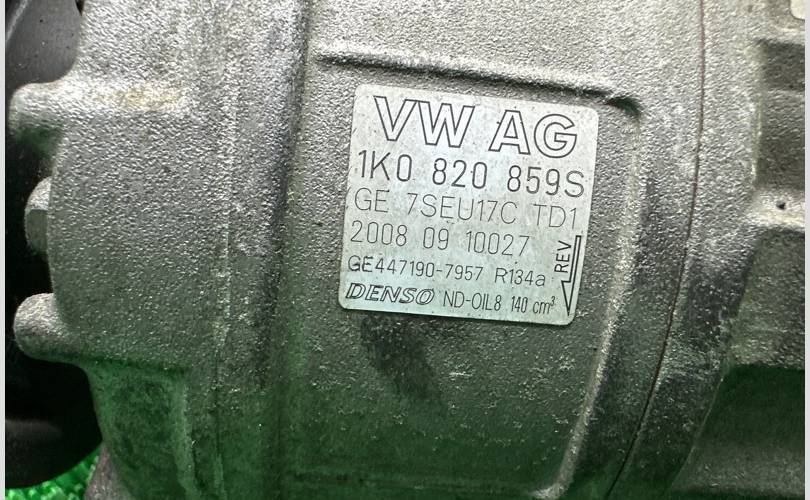 VW AG
1K0 820 859S
GE 7SEU17C TD1
2008 09 10027
GE447190-7957 R134a
DENSO ND-OIL8 140 cm³
REV